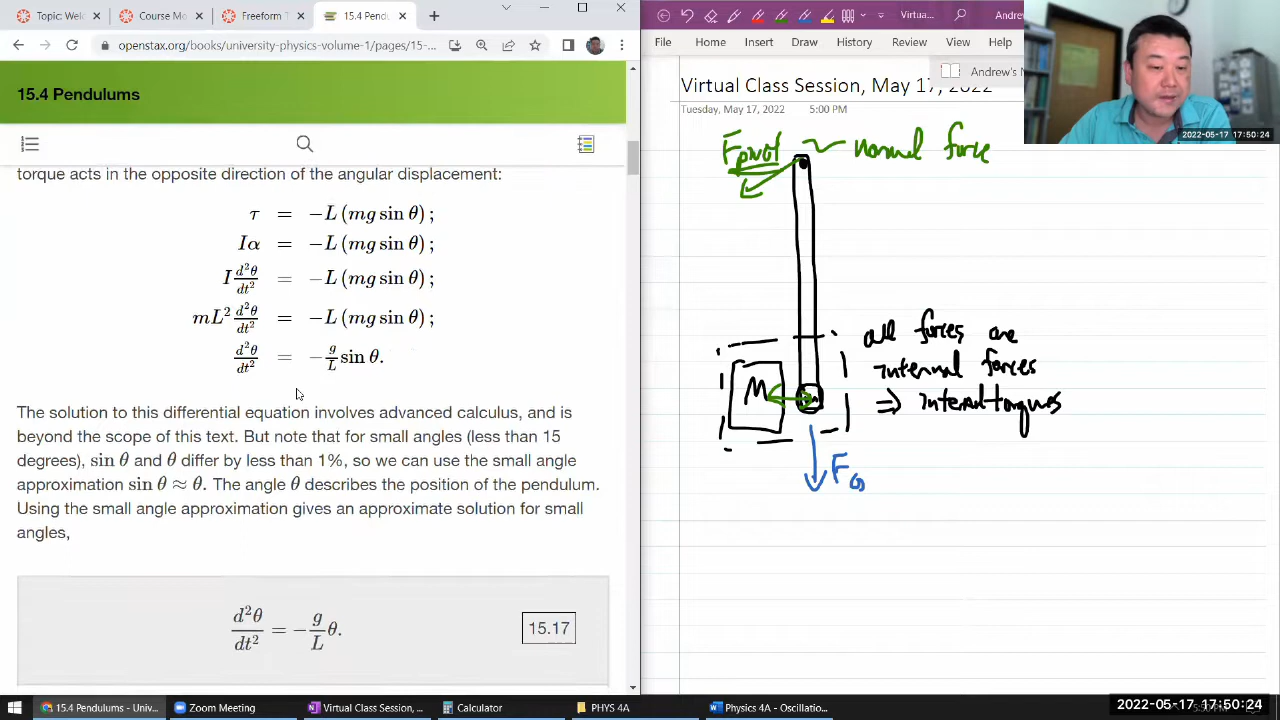 Topic: Wel
Course Mo
Freeform T
15.4 Pend
openstax.org/books/university-physics-volume-1/pages/15-...
15.4 Pendulums
torque acts in the opposite direction of the angular displacement:
τ = −L (mg sin θ) ;
Iα = −L (mg sin θ) ;
I d²θ/dt² = −L (mg sin θ) ;
mL² d²θ/dt² = −L (mg sin θ) ;
d²θ/dt² = −g/L sin θ.
The solution to this differential equation involves advanced calculus, and is
beyond the scope of this text. But note that for small angles (less than 15
degrees), sin θ and θ differ by less than 1%, so we can use the small angle
approximation sin θ ≈ θ. The angle θ describes the position of the pendulum.
Using the small angle approximation gives an approximate solution for small
angles,
d²θ/dt² = −g/L θ.
15.17
Virtua...
Andre
File Home Insert Draw History Review View Help
Andrew's N
Virtual Class Session, May 17, 2022
Tuesday, May 17, 2022 5:00 PM
Fpivot ~ normal force
all forces are
internal forces
M
m
⇒ internal torques
FG
2022-05-17 17:50:24
15.4 Pendulums - Univ...
Zoom Meeting
Virtual Class Session, ...
Calculator
PHYS 4A
Physics 4A - Oscillatio...
2022-05-17 17:50:24